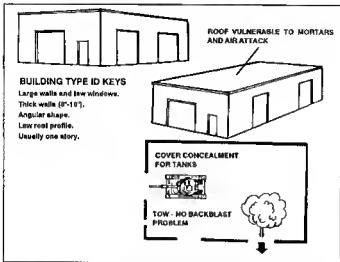 ROOF VULNERABLE TO MORTARS
AND AIR ATTACK
BUILDING TYPE ID KEYS
Large walls and few windows.
Thick walls (8"-10").
Angular shape.
Low roof profile.
Usually one story.
COVER CONCEALMENT
FOR TANKS
TOW - NO BACKBLAST
PROBLEM